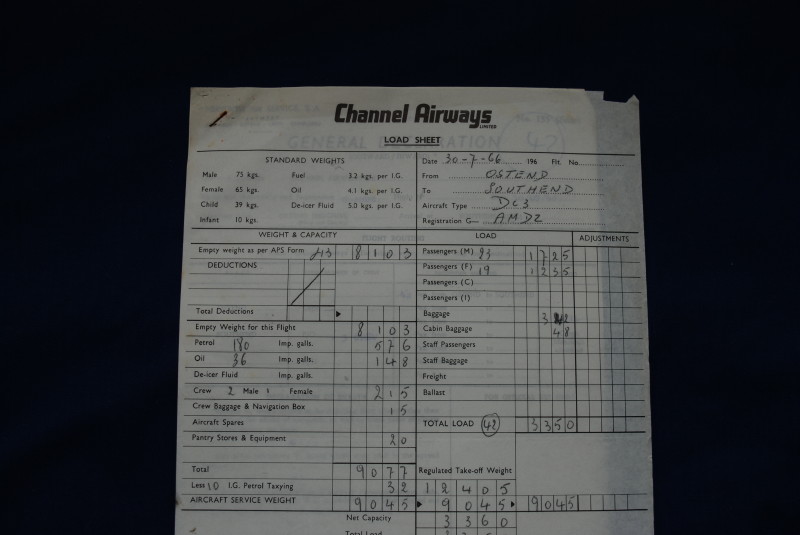 Channel Airways
LIMITED
LOAD SHEET
STANDARD WEIGHTS
Male 75 kgs. Fuel 3.2 kgs. per I.G.
Female 65 kgs. Oil 4.1 kgs. per I.G.
Child 39 kgs. De-icer Fluid 5.0 kgs. per I.G.
Infant 10 kgs.
Date 30-7-66 196 Flt. No.
From OSTEND
To SOUTHEND
Aircraft Type DC3
Registration G— AMDZ
WEIGHT & CAPACITY
Empty weight as per APS Form 8103
DEDUCTIONS
Total Deductions
Empty Weight for this Flight 8103
Petrol 180 Imp. galls. 576
Oil 36 Imp. galls. 148
De-icer Fluid Imp. galls.
Crew 2 Male 1 Female 215
Crew Baggage & Navigation Box 15
Aircraft Spares
Pantry Stores & Equipment 20
Total 9077
Less 10 I.G. Petrol Taxying 32
AIRCRAFT SERVICE WEIGHT 9045
LOAD ADJUSTMENTS
Passengers (M) 23 1725
Passengers (F) 19 1235
Passengers (C)
Passengers (I)
Baggage
Cabin Baggage 48
Staff Passengers
Staff Baggage
Freight
Ballast
TOTAL LOAD 42 3350
Regulated Take-off Weight
12405
9045 9045
Net Capacity 3360
Total Load